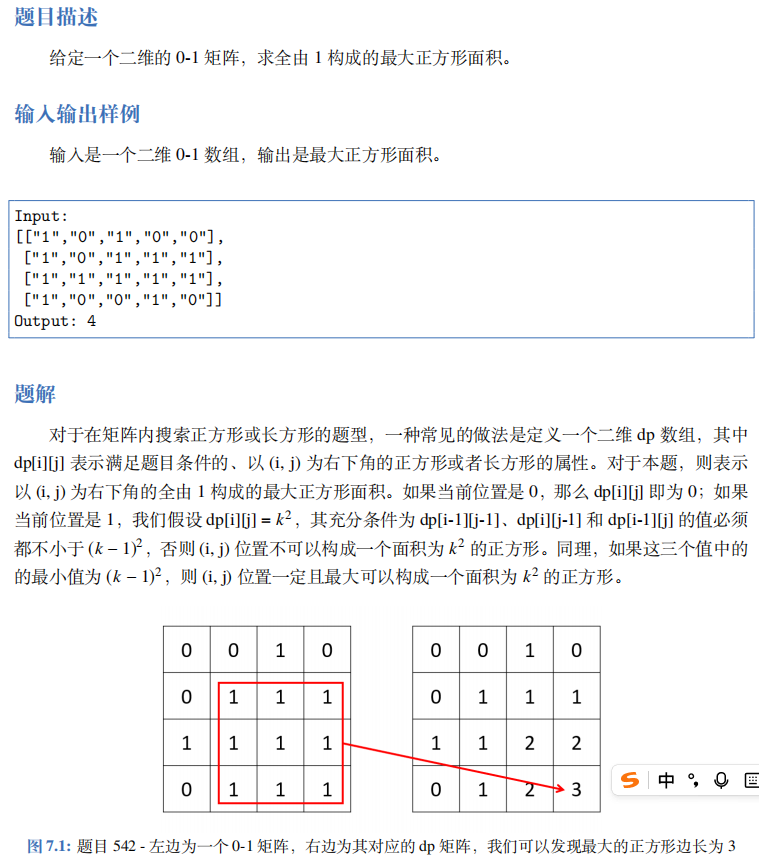 题目描述
给定一个二维的 0-1 矩阵，求全由 1 构成的最大正方形面积。
输入输出样例
输入是一个二维 0-1 数组，输出是最大正方形面积。
Input:
[["1","0","1","0","0"],
["1","0","1","1","1"],
["1","1","1","1","1"],
["1","0","0","1","0"]]
Output: 4
题解
对于在矩阵内搜索正方形或长方形的题型，一种常见的做法是定义一个二维 dp 数组，其中
dp[i][j] 表示满足题目条件的、以 (i, j) 为右下角的正方形或者长方形的属性。对于本题，则表示
以 (i, j) 为右下角的全由 1 构成的最大正方形面积。如果当前位置是 0，那么 dp[i][j] 即为 0；如果
当前位置是 1，我们假设 dp[i][j] = k²，其充分条件为 dp[i-1][j-1]、dp[i][j-1] 和 dp[i-1][j] 的值必须
都不小于 (k − 1)²，否则 (i, j) 位置不可以构成一个面积为 k² 的正方形。同理，如果这三个值中的
的最小值为 (k − 1)²，则 (i, j) 位置一定且最大可以构成一个面积为 k² 的正方形。
0 0 1 0
0 1 1 1
1 1 1 1
0 1 1 1
0 0 1 0
0 1 1 1
1 1 2 2
0 1 2 3
中
图 7.1: 题目 542 - 左边为一个 0-1 矩阵，右边为其对应的 dp 矩阵，我们可以发现最大的正方形边长为 3